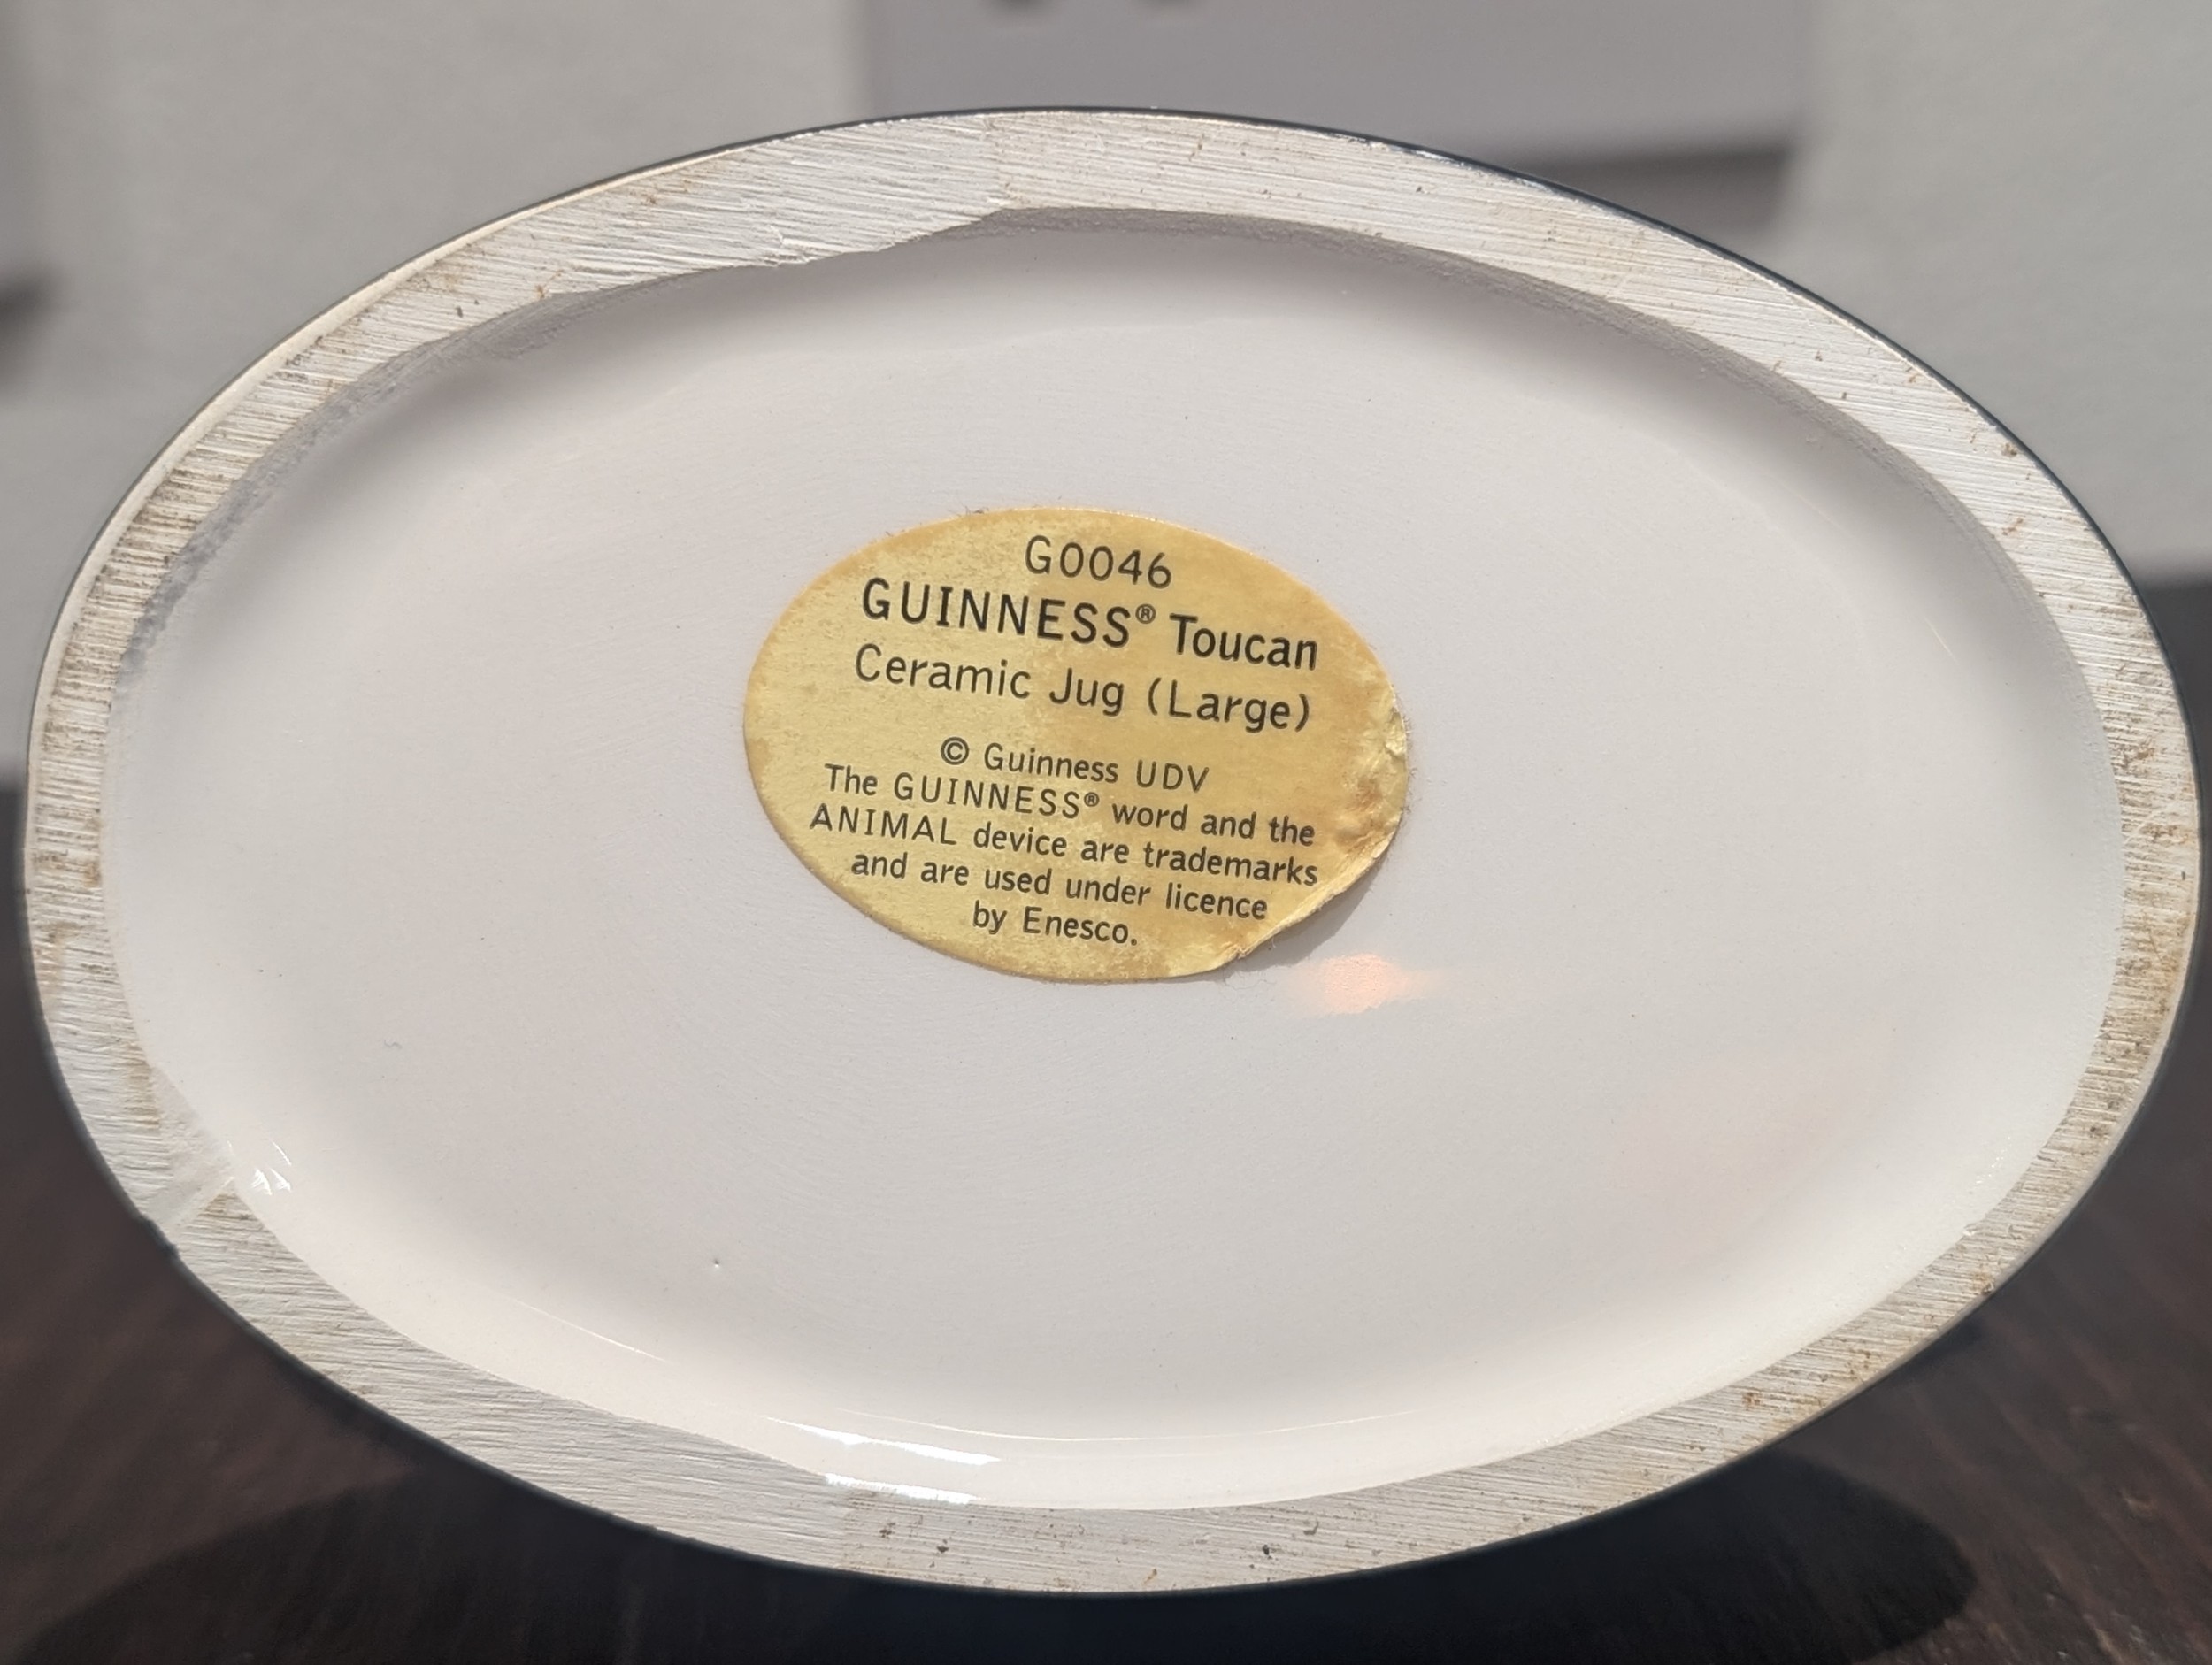 G0046
GUINNESS® Toucan
Ceramic Jug (Large)
© Guinness UDV
The GUINNESS® word and the
ANIMAL device are trademarks
and are used under licence
by Enesco.